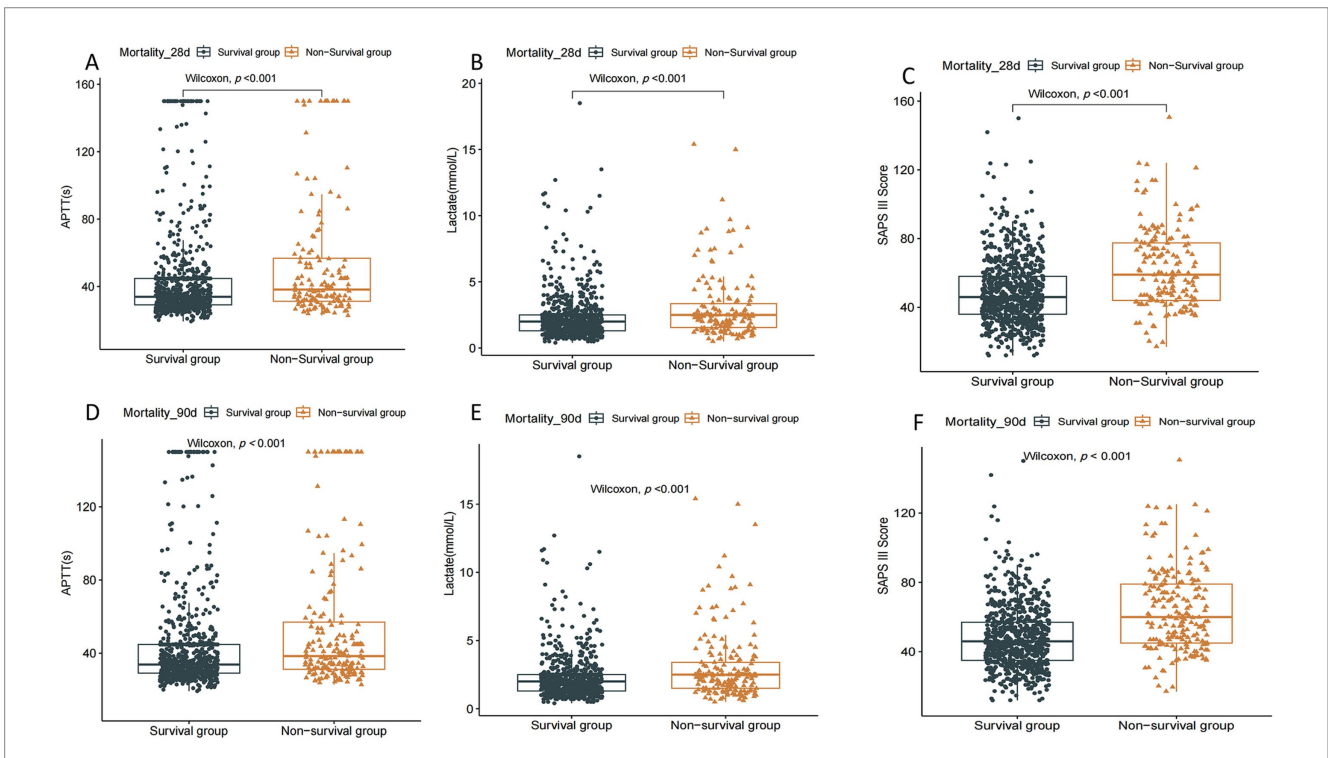 A
Mortality_28d Survival group Non-Survival group
Wilcoxon, p <0.001
160
120
80
40
APTT(s)
Survival group Non-Survival group
B
Mortality_28d Survival group Non-Survival group
Wilcoxon, p <0.001
20
15
10
5
0
Lactate(mmol/L)
Survival group Non-Survival group
C
Mortality_28d Survival group Non-Survival group
Wilcoxon, p <0.001
160
120
80
40
SAPS III Score
Survival group Non-Survival group
D
Mortality_90d Survival group Non-survival group
Wilcoxon, p < 0.001
120
80
40
APTT(s)
Survival group Non-survival group
E
Mortality_90d Survival group Non-survival group
Wilcoxon, p <0.001
15
10
5
0
Lactate(mmol/L)
Survival group Non-survival group
F
Mortality_90d Survival group Non-survival group
Wilcoxon, p <0.001
120
80
40
SAPS III Score
Survival group Non-survival group